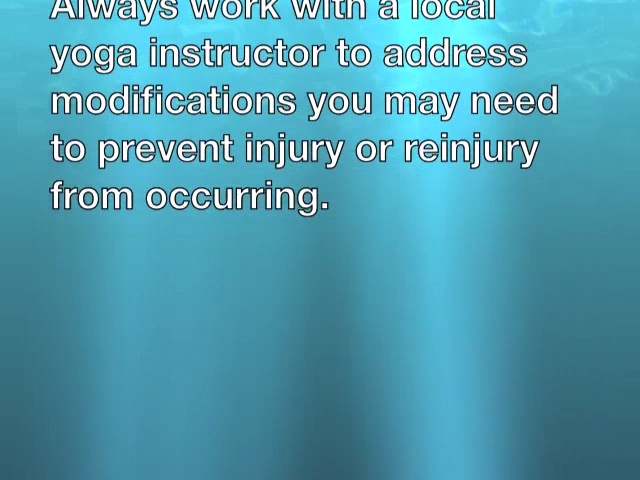 Always work with a local
yoga instructor to address
modifications you may need
to prevent injury or reinjury
from occurring.